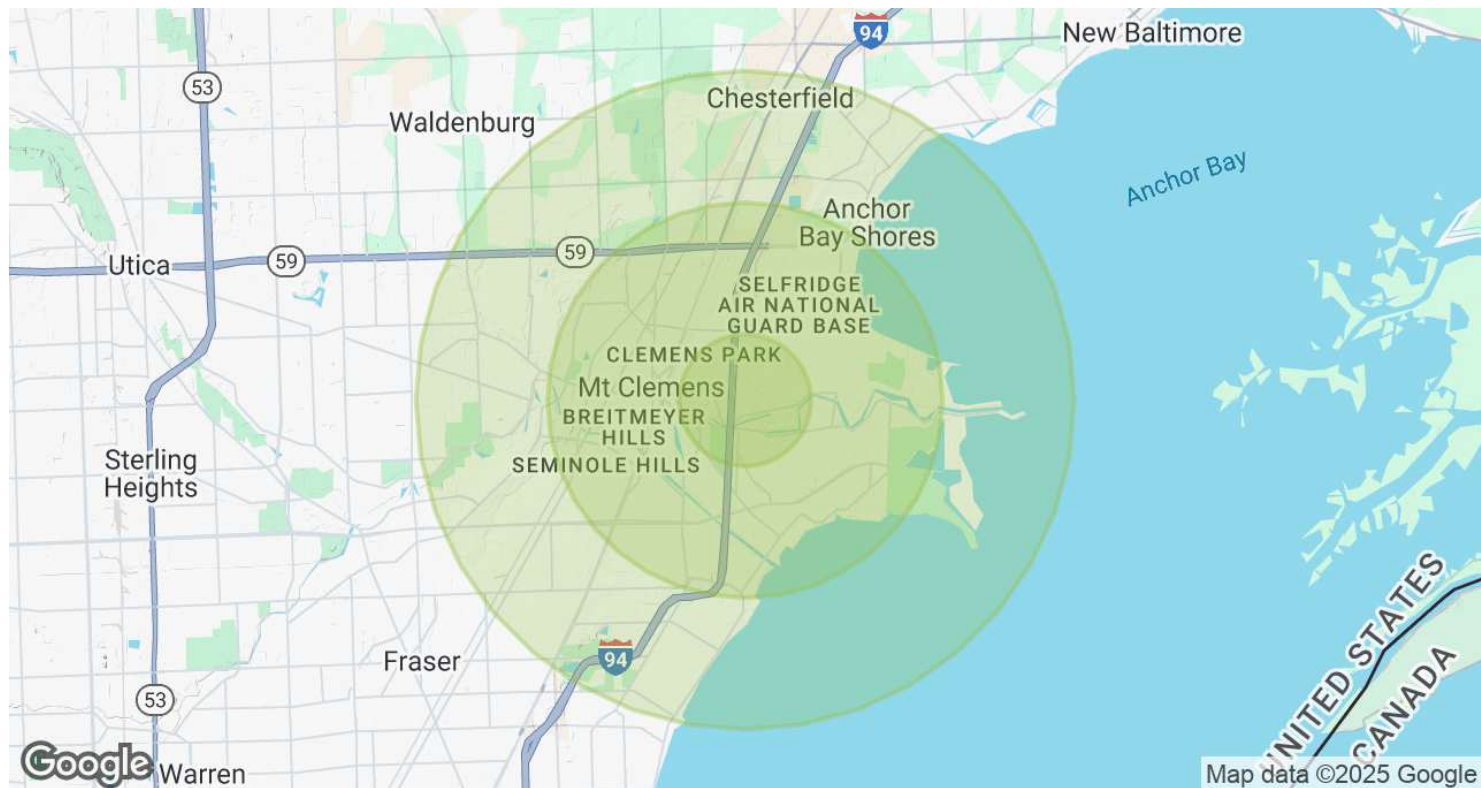 94
New Baltimore
53
Chesterfield
Waldenburg
Anchor Bay
Anchor
Bay Shores
59
59
Utica
SELFRIDGE
AIR NATIONAL
GUARD BASE
CLEMENS PARK
Mt Clemens
BREITMEYER
HILLS
SEMINOLE HILLS
Sterling
Heights
Fraser
94
53
UNITED STATES
CANADA
Google
Warren
Map data ©2025 Google